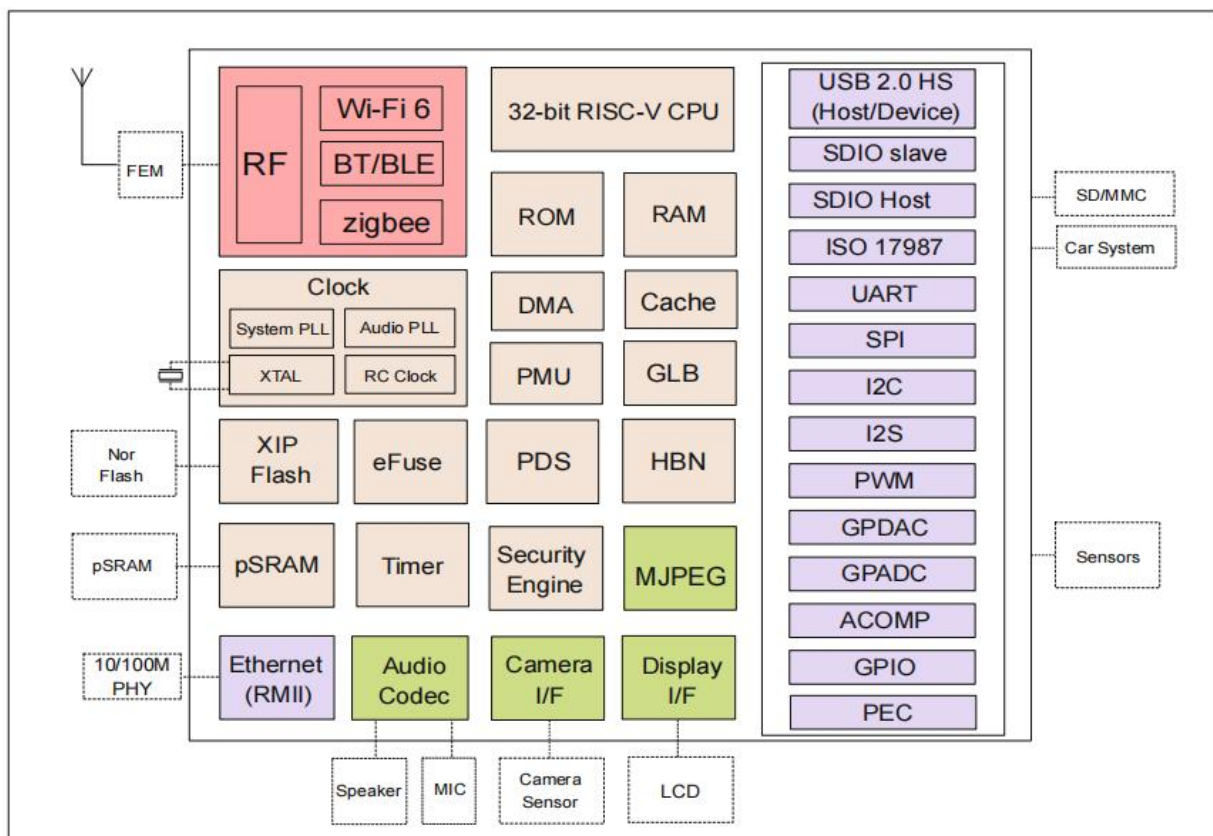 FEM
RF
Wi-Fi 6
BT/BLE
zigbee
Clock
System PLL
Audio PLL
XTAL
RC Clock
Nor
Flash
XIP
Flash
eFuse
pSRAM
pSRAM
Timer
10/100M
PHY
Ethernet
(RMII)
Audio
Codec
Speaker
MIC
32-bit RISC-V CPU
ROM
RAM
DMA
Cache
PMU
GLB
PDS
HBN
Security
Engine
MJPEG
Camera
I/F
Display
I/F
Camera
Sensor
LCD
USB 2.0 HS
(Host/Device)
SDIO slave
SDIO Host
ISO 17987
UART
SPI
I2C
I2S
PWM
GPDAC
GPADC
ACOMP
GPIO
PEC
SD/MMC
Car System
Sensors